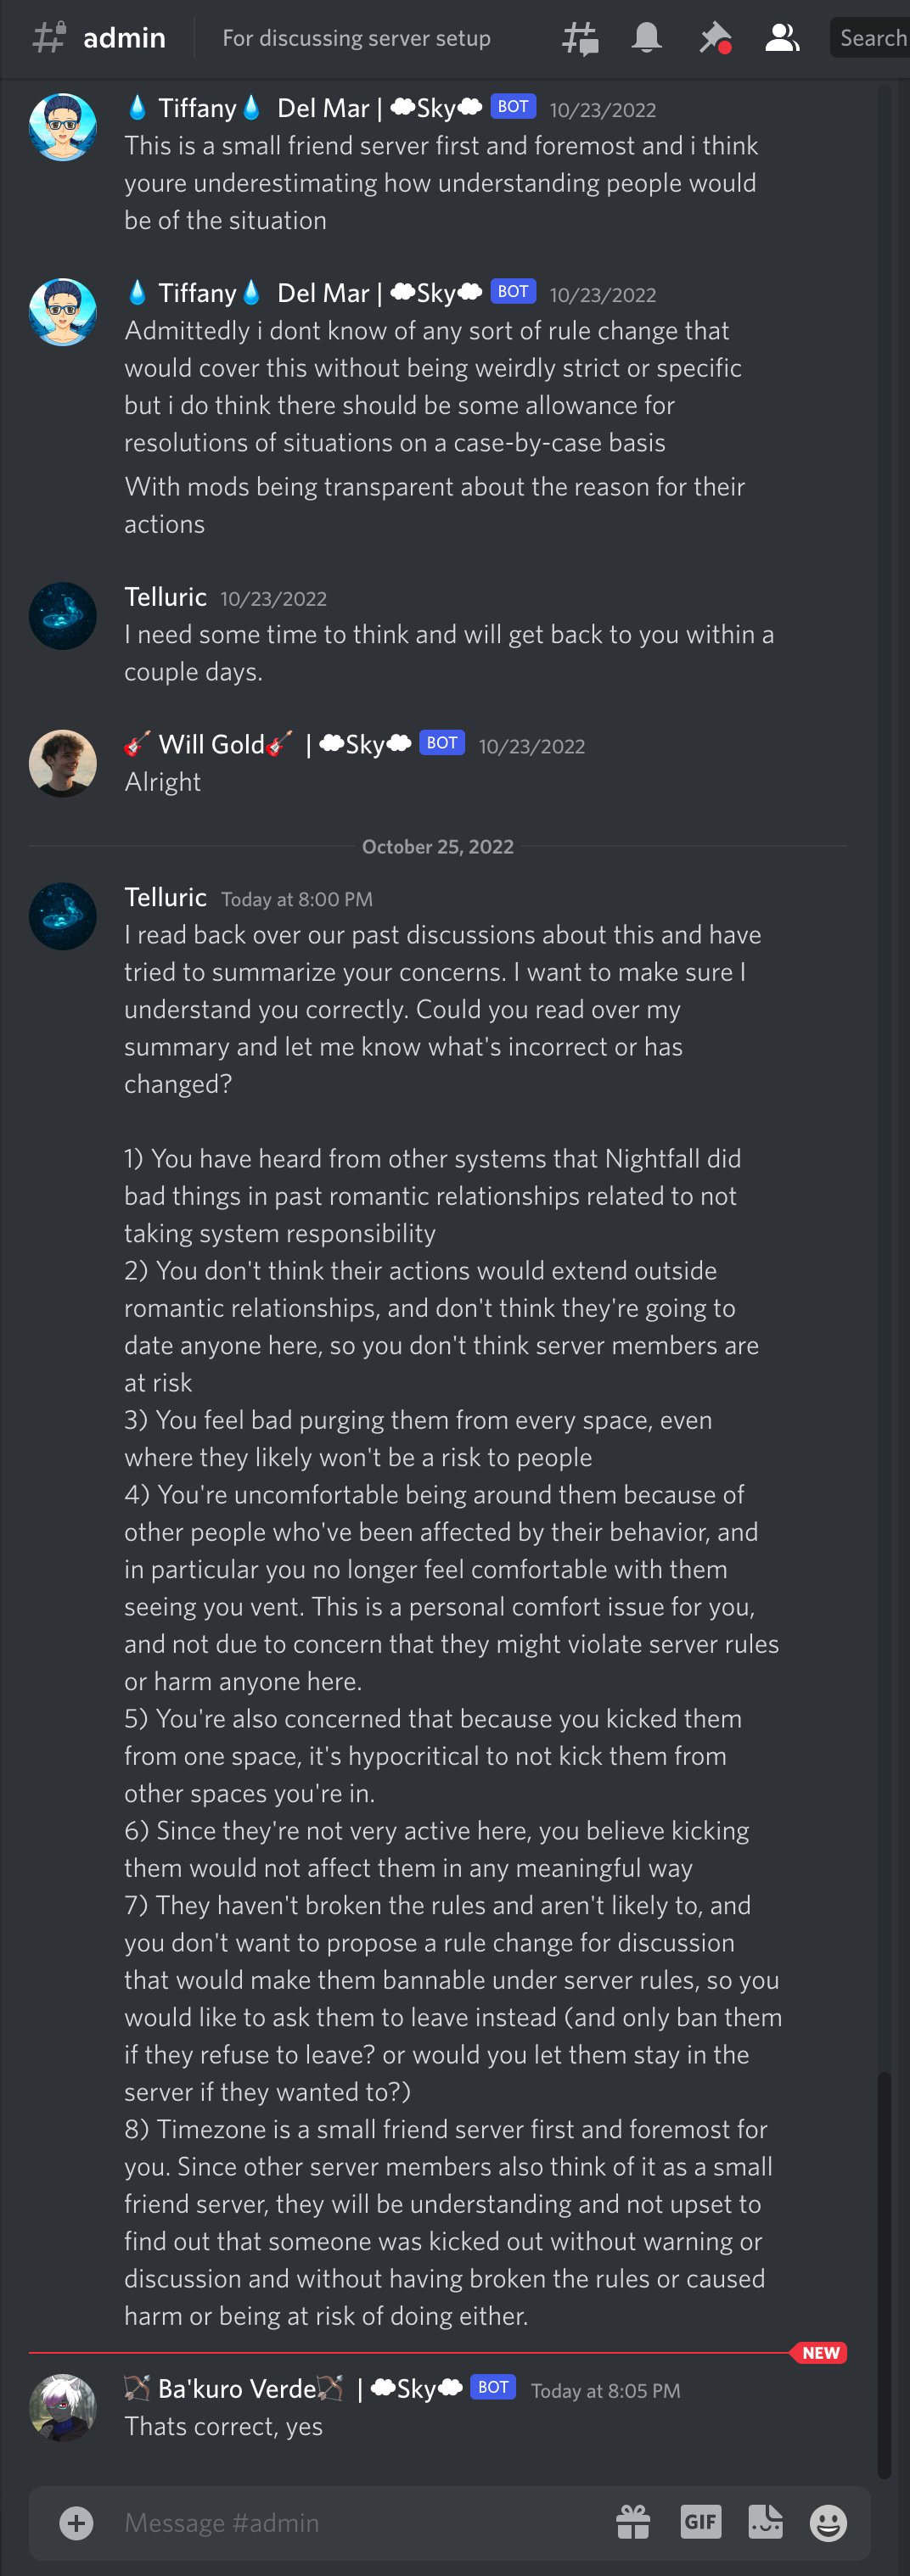 admin
For discussing server setup
Search
💧 Tiffany💧 Del Mar | ☁Sky☁ BOT 10/23/2022
This is a small friend server first and foremost and i think
youre underestimating how understanding people would
be of the situation
💧 Tiffany💧 Del Mar | ☁Sky☁ BOT 10/23/2022
Admittedly i dont know of any sort of rule change that
would cover this without being weirdly strict or specific
but i do think there should be some allowance for
resolutions of situations on a case-by-case basis
With mods being transparent about the reason for their
actions
Telluric 10/23/2022
I need some time to think and will get back to you within a
couple days.
🎸 Will Gold🎸 | ☁Sky☁ BOT 10/23/2022
Alright
October 25, 2022
Telluric Today at 8:00 PM
I read back over our past discussions about this and have
tried to summarize your concerns. I want to make sure I
understand you correctly. Could you read over my
summary and let me know what's incorrect or has
changed?
1) You have heard from other systems that Nightfall did
bad things in past romantic relationships related to not
taking system responsibility
2) You don't think their actions would extend outside
romantic relationships, and don't think they're going to
date anyone here, so you don't think server members are
at risk
3) You feel bad purging them from every space, even
where they likely won't be a risk to people
4) You're uncomfortable being around them because of
other people who've been affected by their behavior, and
in particular you no longer feel comfortable with them
seeing you vent. This is a personal comfort issue for you,
and not due to concern that they might violate server rules
or harm anyone here.
5) You're also concerned that because you kicked them
from one space, it's hypocritical to not kick them from
other spaces you're in.
6) Since they're not very active here, you believe kicking
them would not affect them in any meaningful way
7) They haven't broken the rules and aren't likely to, and
you don't want to propose a rule change for discussion
that would make them bannable under server rules, so you
would like to ask them to leave instead (and only ban them
if they refuse to leave? or would you let them stay in the
server if they wanted to?)
8) Timezone is a small friend server first and foremost for
you. Since other server members also think of it as a small
friend server, they will be understanding and not upset to
find out that someone was kicked out without warning or
discussion and without having broken the rules or caused
harm or being at risk of doing either.
NEW
🏹 Ba'kuro Verde🏹 | ☁Sky☁ BOT Today at 8:05 PM
Thats correct, yes
Message #admin
GIF